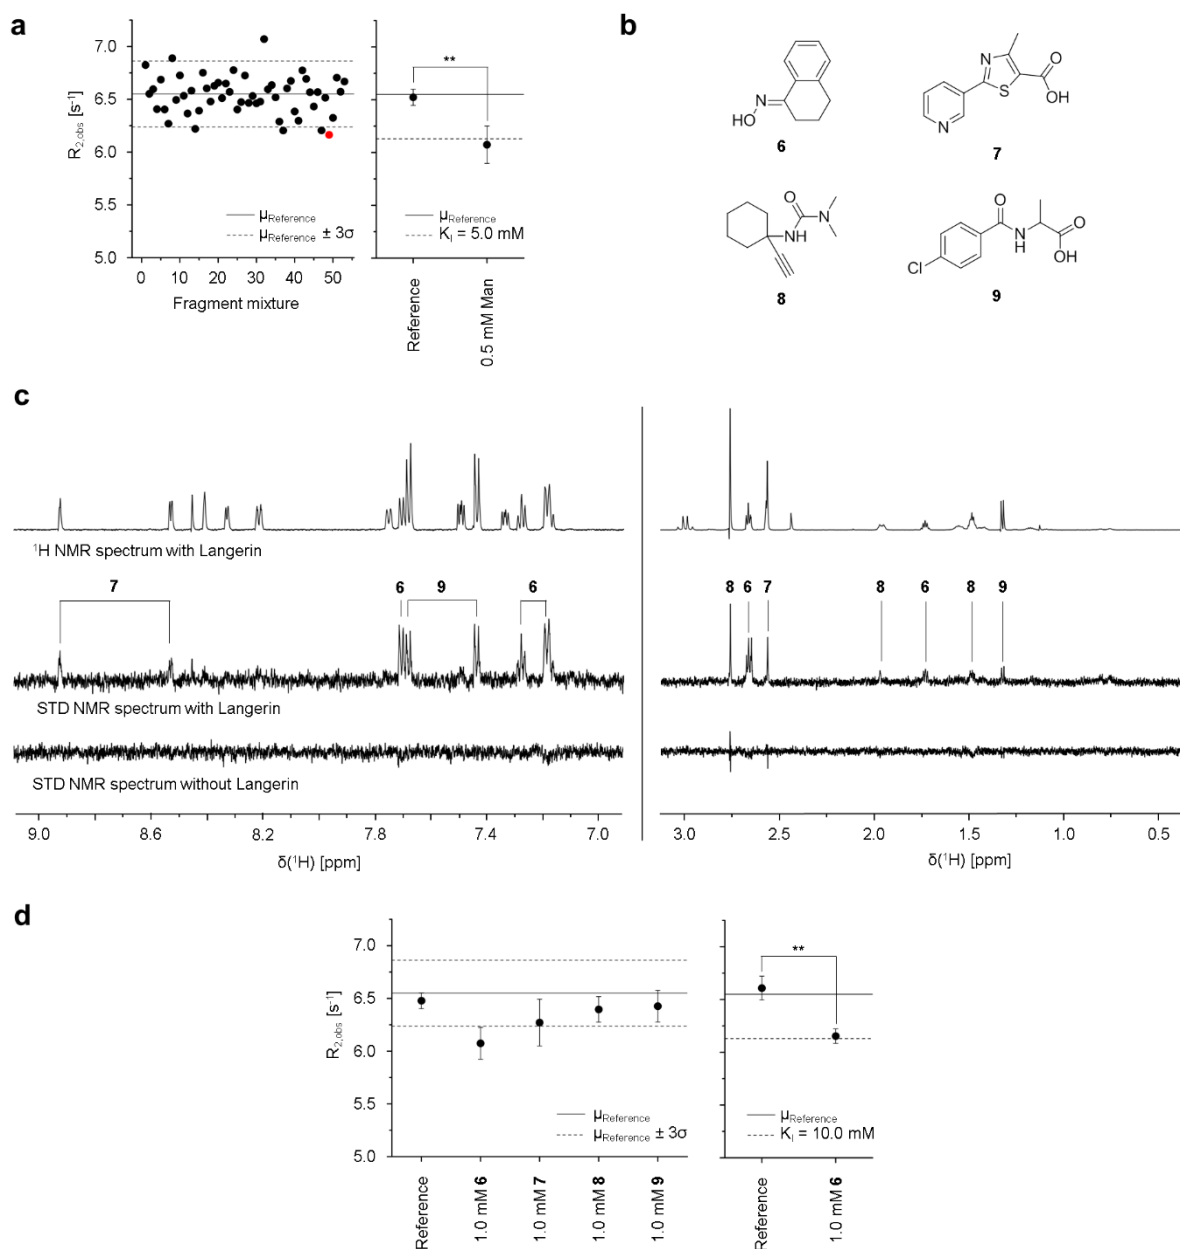 a
7.0
6.5
6.0
5.5
5.0
R2,obs [s-1]
μReference
μReference ± 3σ
0 10 20 30 40 50
Fragment mixture
**
μReference
KI = 5.0 mM
Reference
0.5 mM Man
b
N
HO
6
N
S
O
OH
N
7
O
N
NH
8
O
N
H
O
OH
Cl
9
c
1H NMR spectrum with Langerin
7 6 9 6
8 6 7 8 6 8 9
STD NMR spectrum with Langerin
STD NMR spectrum without Langerin
9.0 8.6 8.2 7.8 7.4 7.0
δ(1H) [ppm]
3.0 2.5 2.0 1.5 1.0 0.5
δ(1H) [ppm]
d
7.0
6.5
6.0
5.5
5.0
R2,obs [s-1]
μReference
μReference ± 3σ
Reference
1.0 mM 6
1.0 mM 7
1.0 mM 8
1.0 mM 9
**
μReference
KI = 10.0 mM
Reference
1.0 mM 6